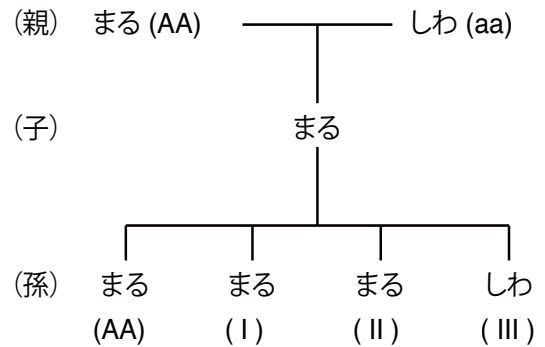 (親) まる (AA) しわ (aa)
(子) まる
(孫) まる まる まる しわ
(AA) ( I ) ( II ) ( III )